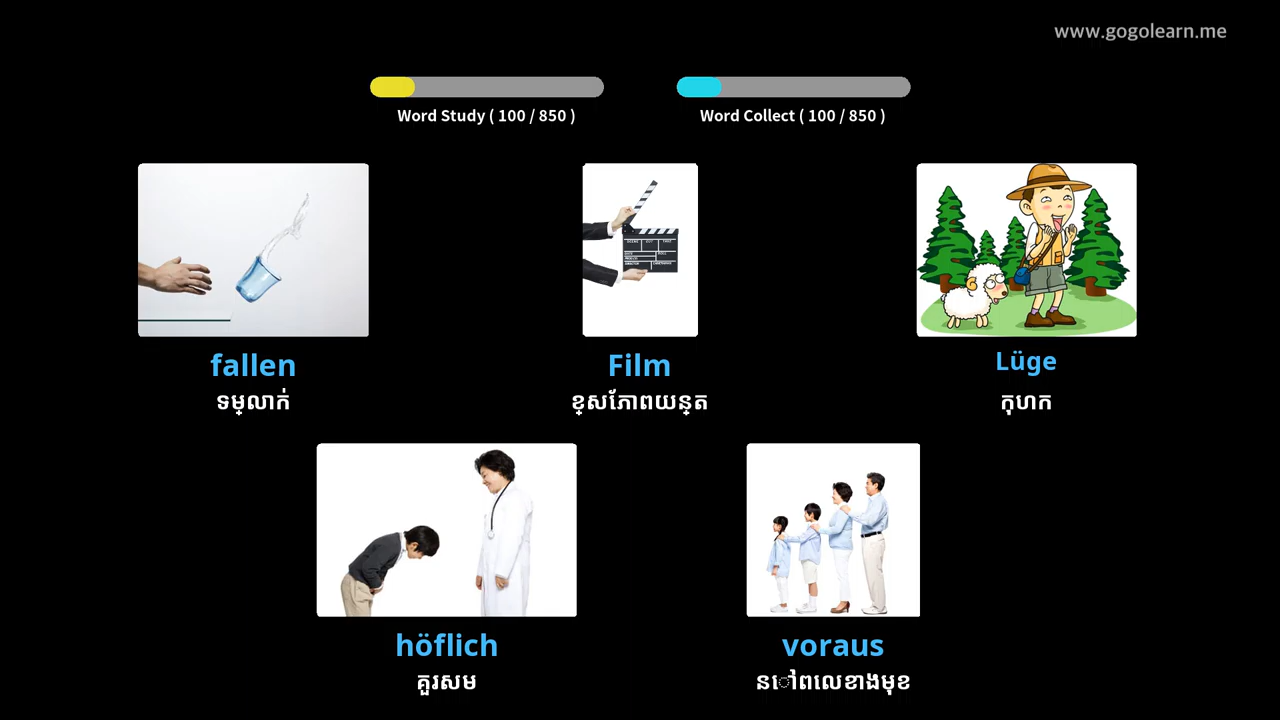 www.gogolearn.me
Word Study ( 100 / 850 )
Word Collect ( 100 / 850 )
fallen
ទម្លាក់
Film
ខ្សែភាពយន្ត
Lüge
កុហក
höflich
គួរសម
voraus
នៅពេលខាងមុខ